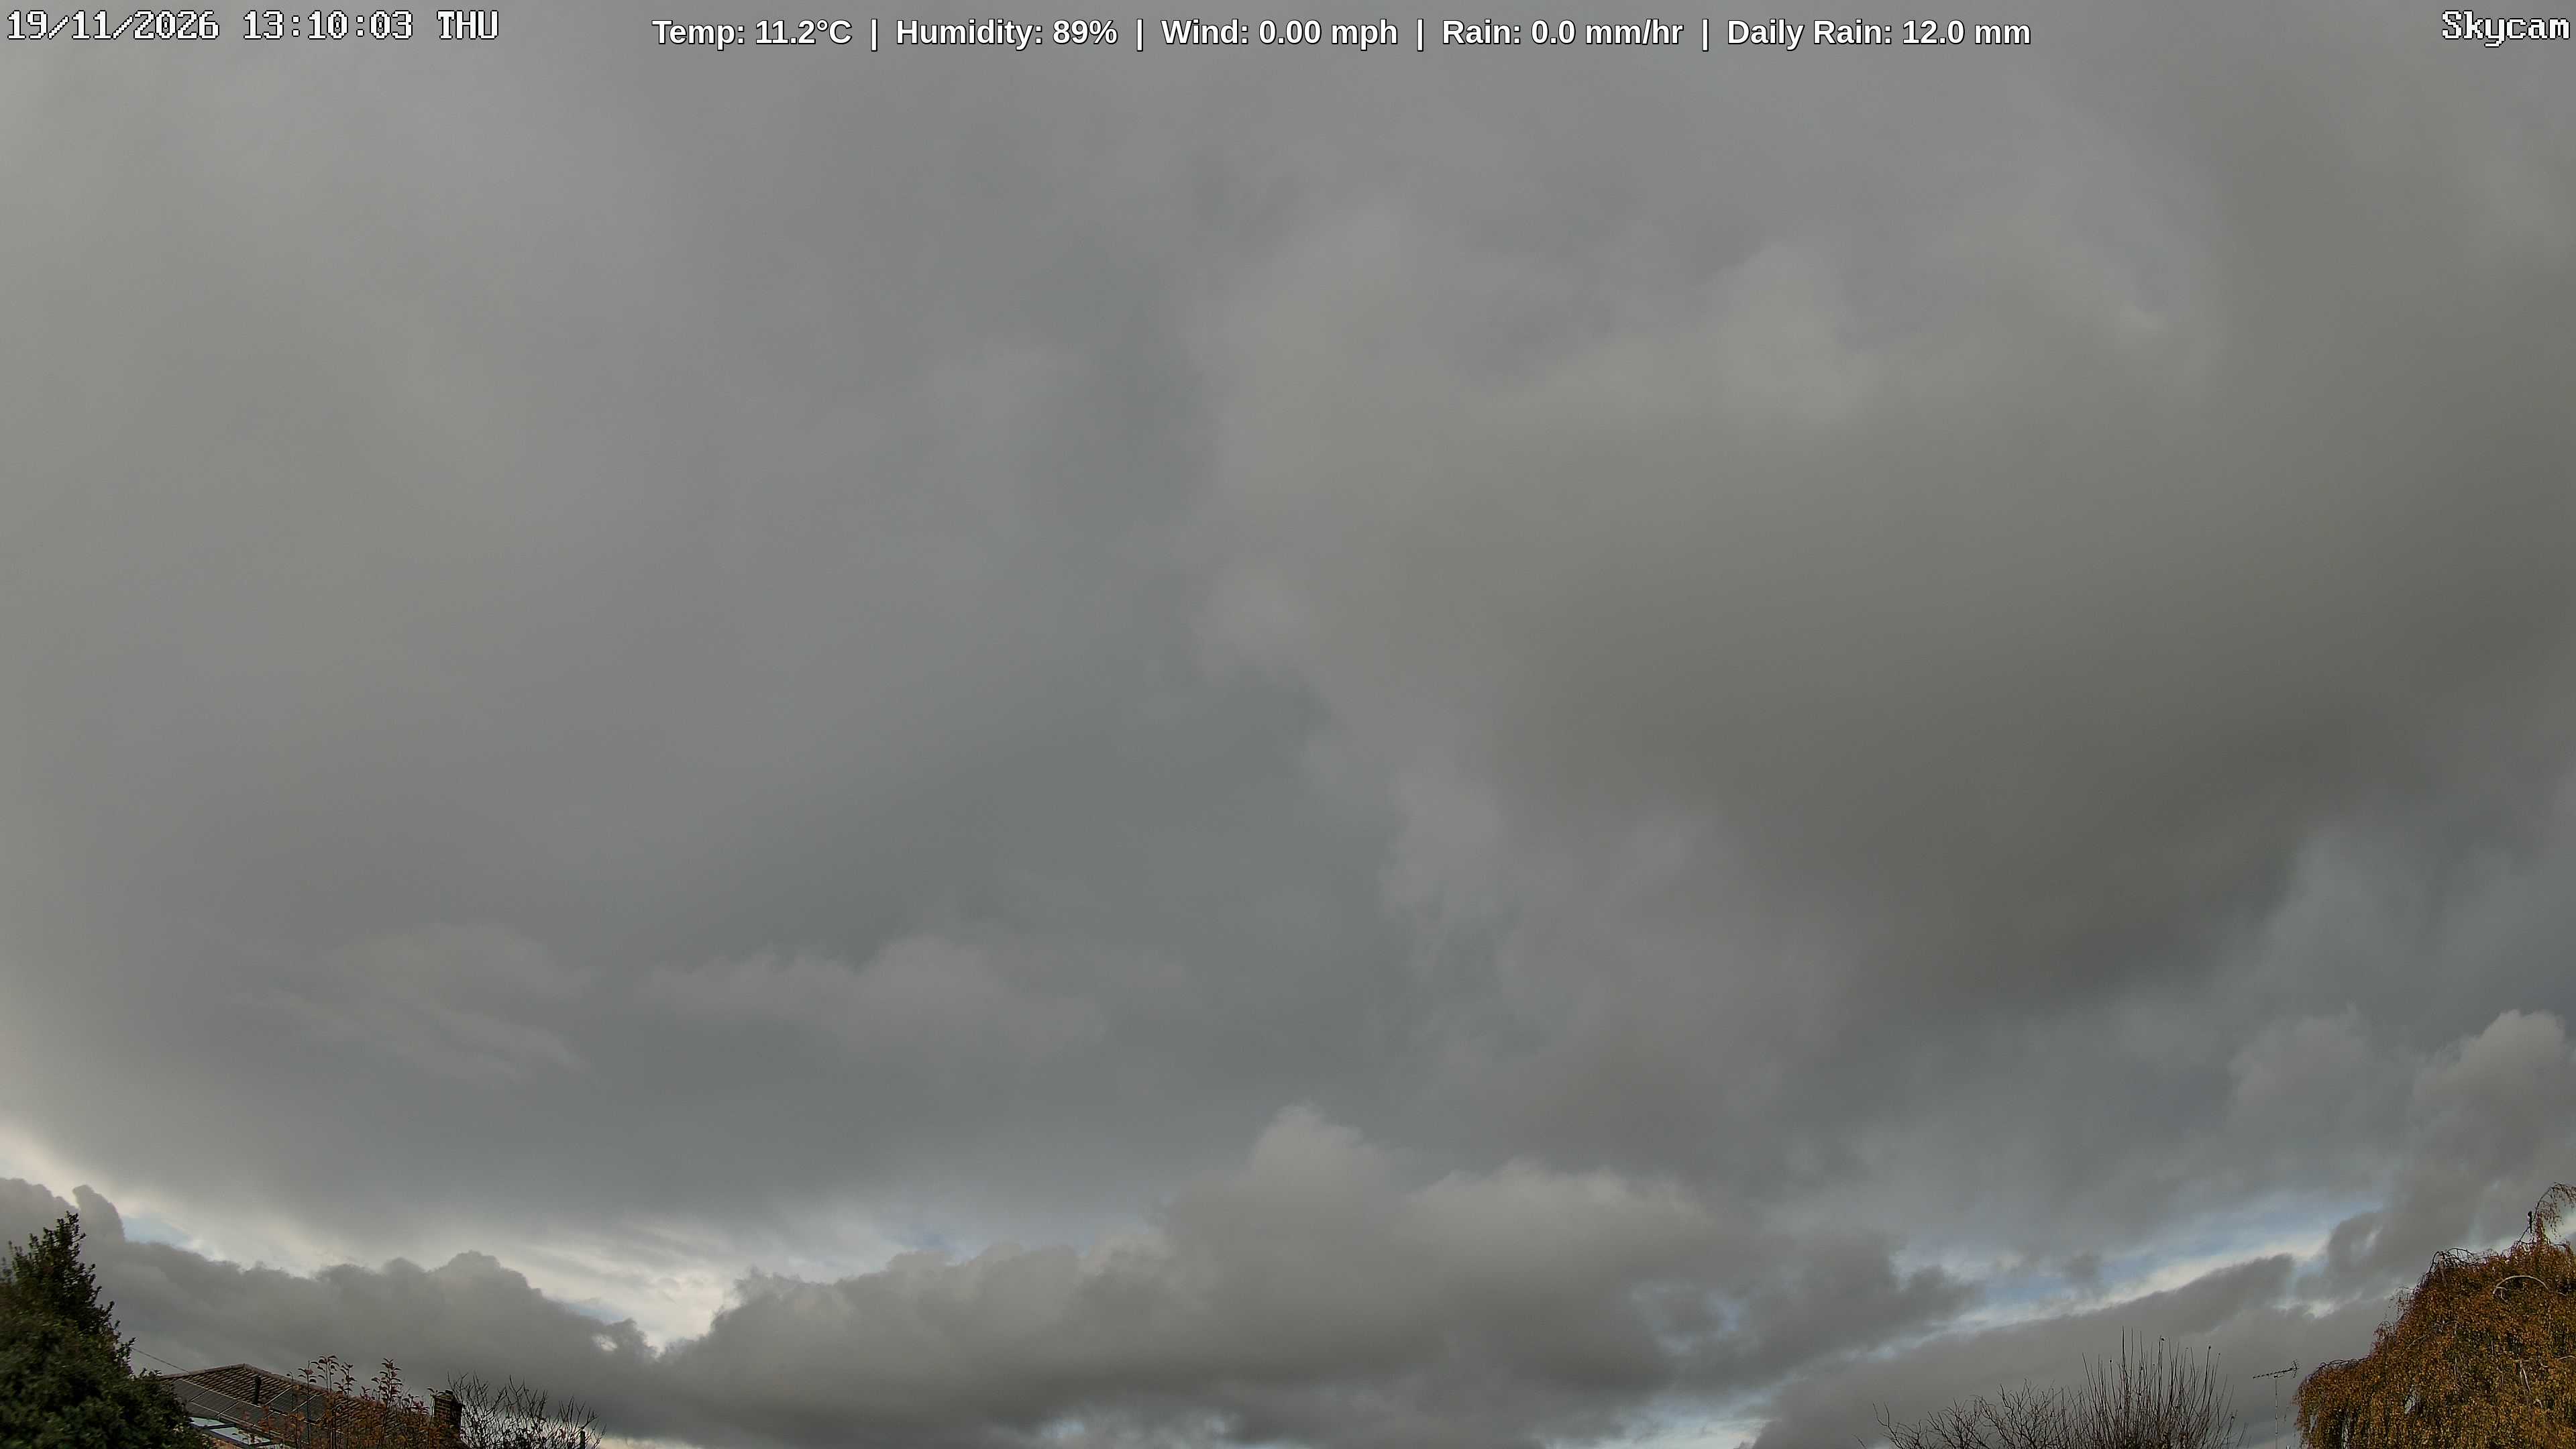 19/11/2026 13:10:03 THU
Temp: 11.2°C | Humidity: 89% | Wind: 0.00 mph | Rain: 0.0 mm/hr | Daily Rain: 12.0 mm
Skycam